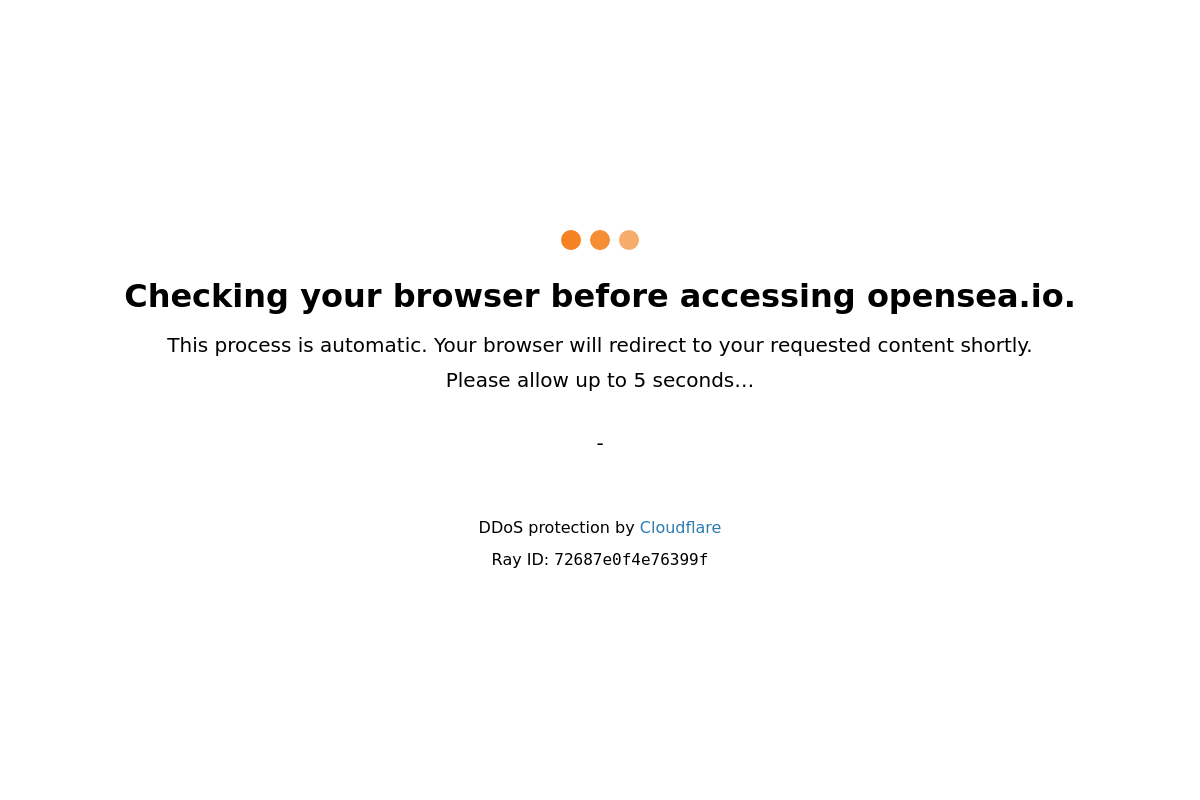 Checking your browser before accessing opensea.io.
This process is automatic. Your browser will redirect to your requested content shortly.
Please allow up to 5 seconds…
-
DDoS protection by Cloudflare
Ray ID: 72687e0f4e76399f